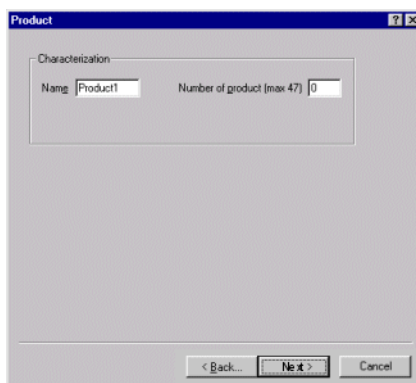 Product
Characterization
Name Product1 Number of product (max 47) 0
< Back... Next > Cancel